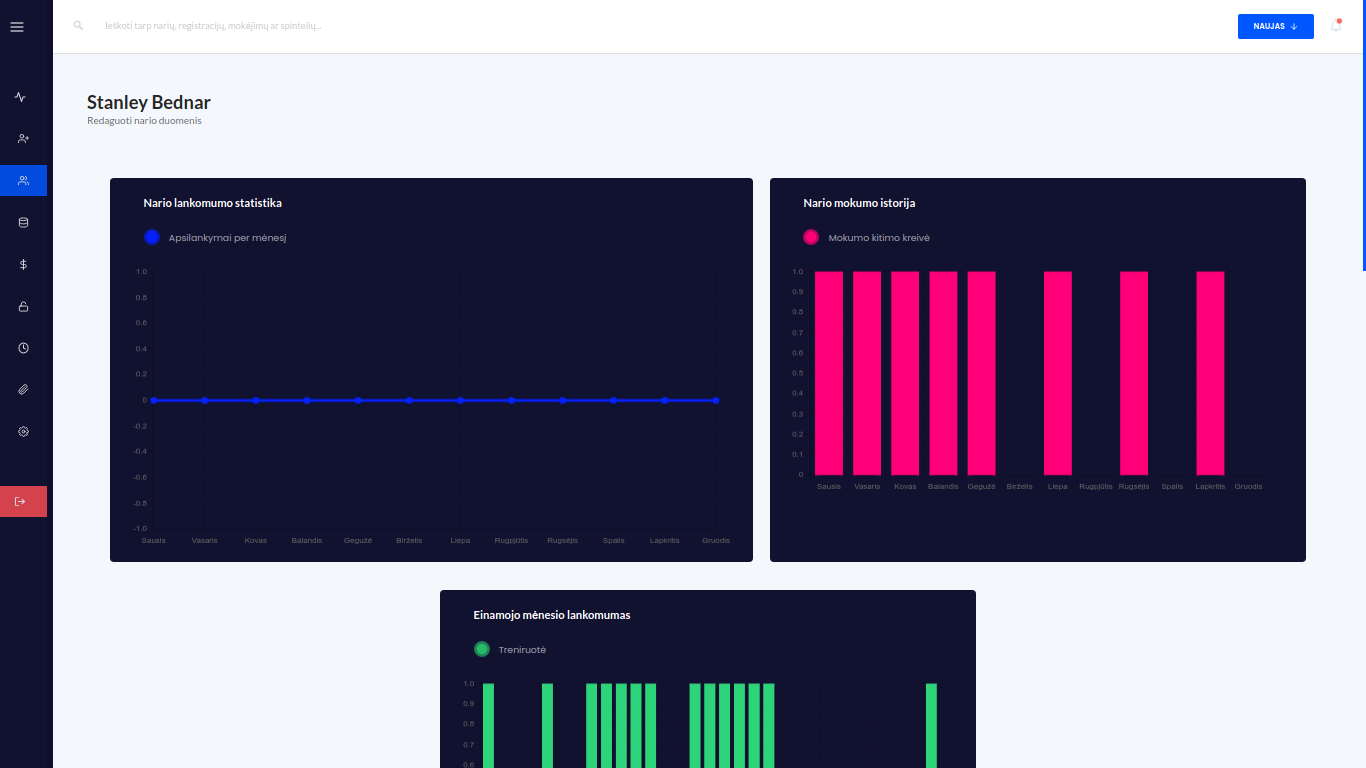 Ieškoti tarp narių, registracijų, mokėjimų ar spintelių...
NAUJAS
Stanley Bednar
Redaguoti nario duomenis
Nario lankomumo statistika
Apsilankymai per mėnesį
1.0
0.8
0.6
0.4
0.2
0
-0.2
-0.4
-0.6
-0.8
-1.0
Sausis Vasaris Kovas Balandis Gegužė Birželis Liepa Rugpjūtis Rugsėjis Spalis Lapkritis Gruodis
Nario mokumo istorija
Mokumo kitimo kreivė
1.0
0.9
0.8
0.7
0.6
0.5
0.4
0.3
0.2
0.1
0
Sausis Vasaris Kovas Balandis Gegužė Birželis Liepa Rugpjūtis Rugsėjis Spalis Lapkritis Gruodis
Einamojo mėnesio lankomumas
Treniruotė
1.0
0.9
0.8
0.7
0.6